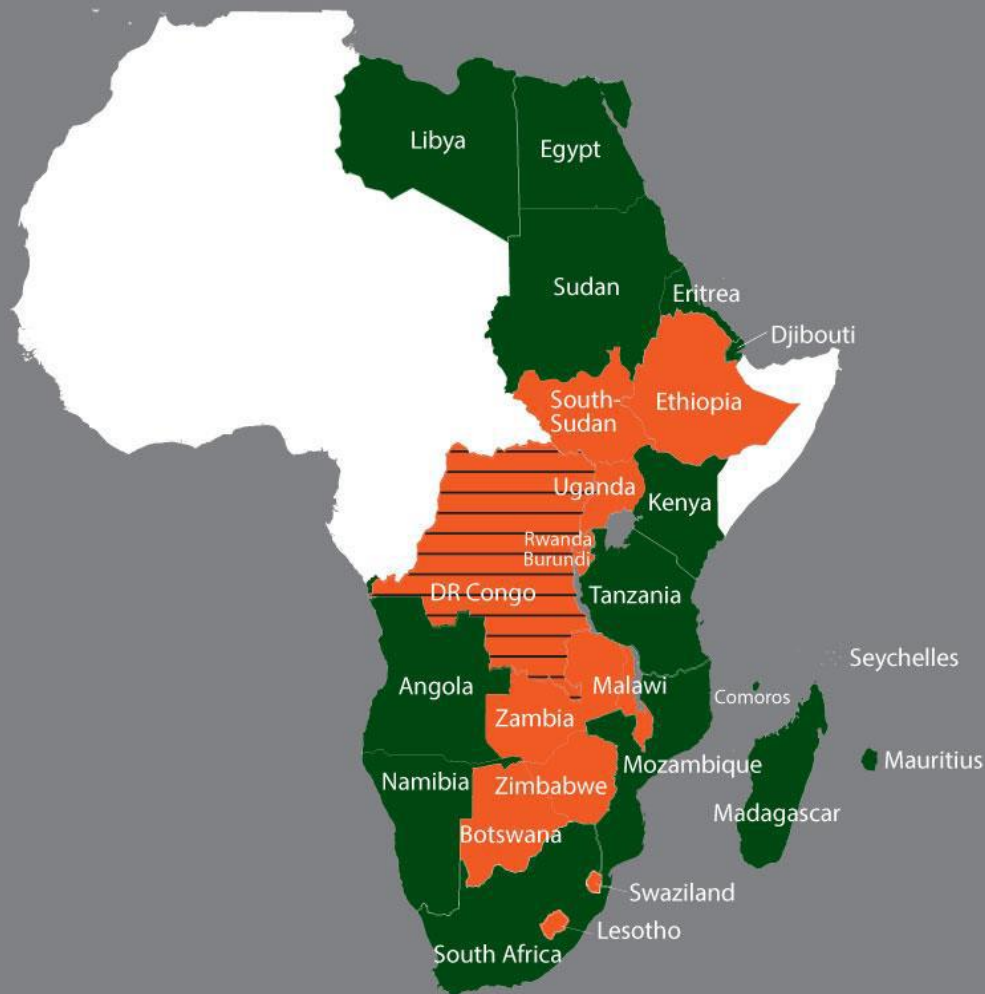 Libya
Egypt
Sudan
Eritrea
Djibouti
South-
Sudan
Ethiopia
Uganda
Kenya
Rwanda
Burundi
DR Congo
Tanzania
Seychelles
Angola
Malawi
Comoros
Zambia
Mozambique
Mauritius
Namibia
Zimbabwe
Madagascar
Botswana
Swaziland
Lesotho
South Africa